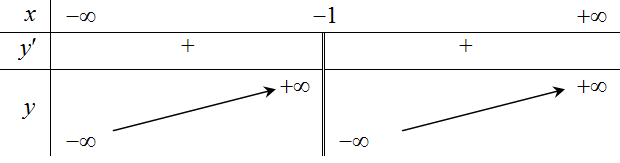 x −∞ −1 +∞
y′ + +
+∞ +∞
y
−∞ −∞